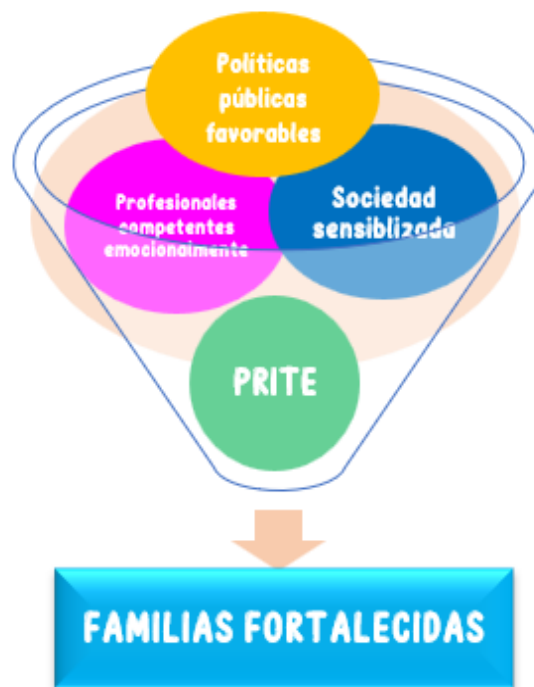 Políticas
públicas
favorables
Profesionales
competentes
emocionalmente
Sociedad
sensiblizada
PRITE
FAMILIAS FORTALECIDAS